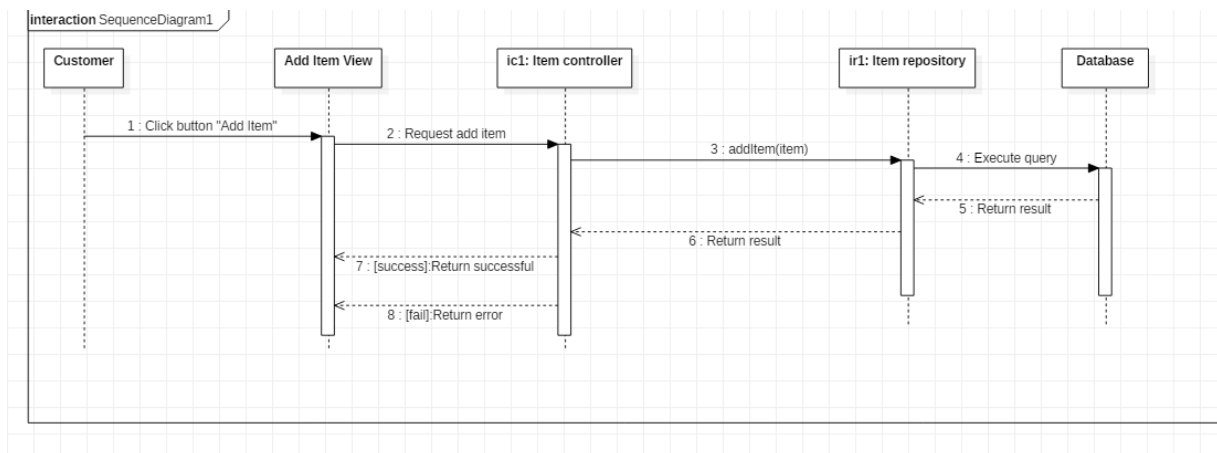 interaction SequenceDiagram1
Customer
Add Item View
ic1: Item controller
ir1: Item repository
Database
1 : Click button "Add Item"
2 : Request add item
3 : addItem(item)
4 : Execute query
5 : Return result
6 : Return result
7 : [success]:Return successful
8 : [fail]:Return error